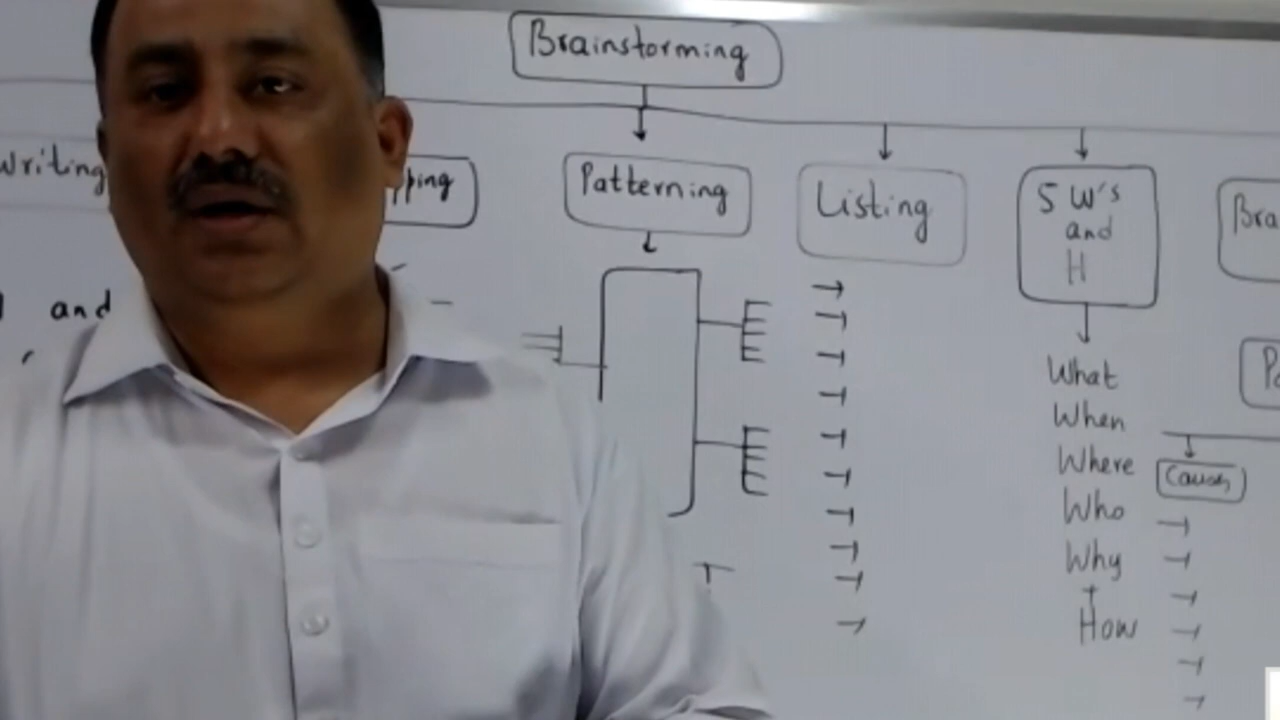 Brainstorming
Writing
pping
Patterning
Listing
5 W's
and
H
Bra
and
What
When
Where
Who
Why
+
How
Causes